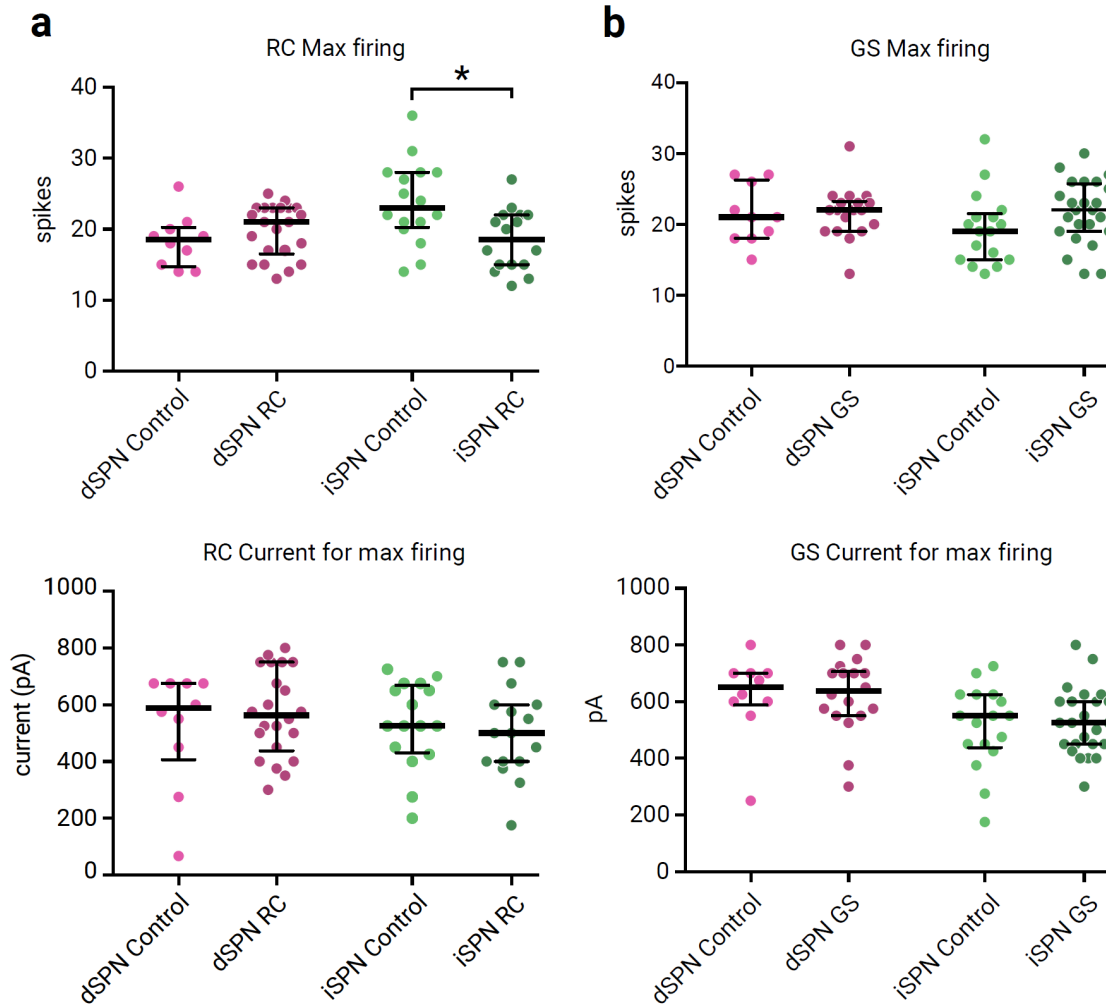 a
RC Max firing
*
spikes
40
30
20
10
0
dSPN Control
dSPN RC
iSPN Control
iSPN RC
b
GS Max firing
spikes
40
30
20
10
0
dSPN Control
dSPN GS
iSPN Control
iSPN GS
RC Current for max firing
current (pA)
1000
800
600
400
200
0
dSPN Control
dSPN RC
iSPN Control
iSPN RC
GS Current for max firing
pA
1000
800
600
400
200
0
dSPN Control
dSPN GS
iSPN Control
iSPN GS